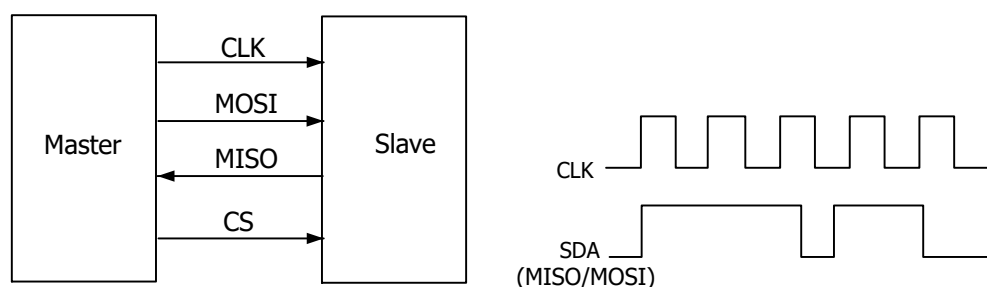 CLK
MOSI
Master
MISO
Slave
CS
CLK
SDA
(MISO/MOSI)